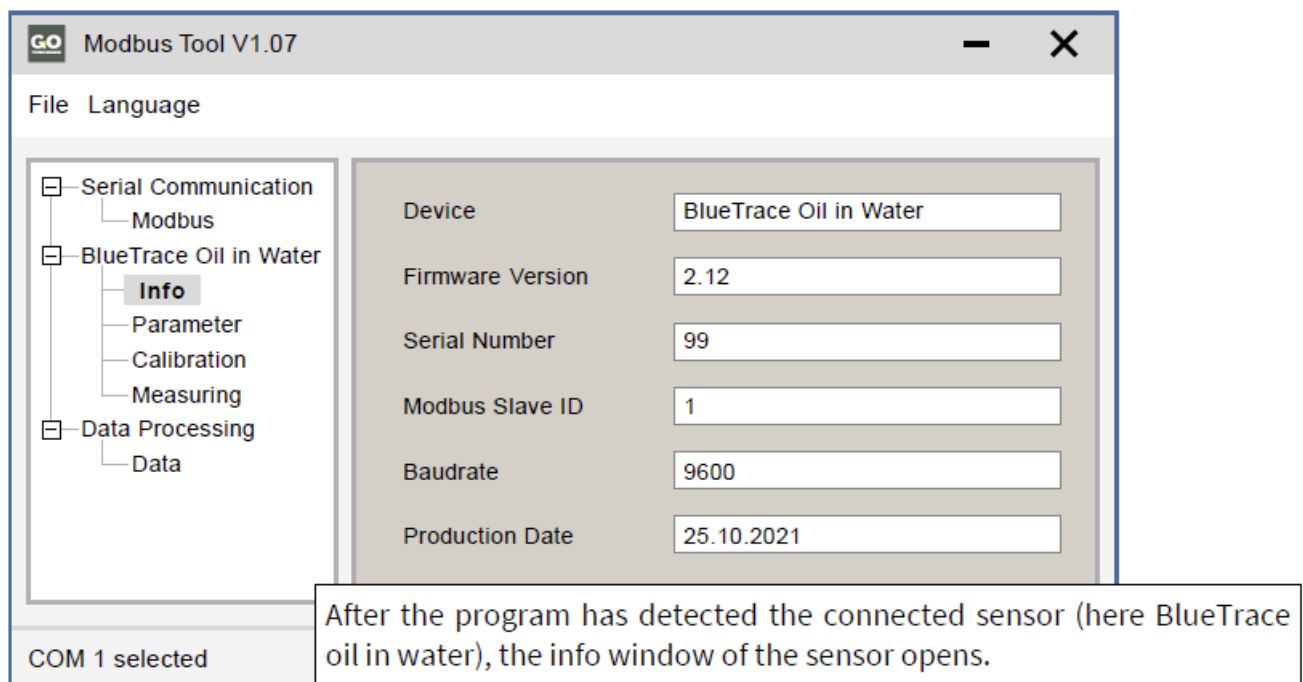 GO Modbus Tool V1.07
File Language
Serial Communication
Modbus
BlueTrace Oil in Water
Info
Parameter
Calibration
Measuring
Data Processing
Data
Device BlueTrace Oil in Water
Firmware Version 2.12
Serial Number 99
Modbus Slave ID 1
Baudrate 9600
Production Date 25.10.2021
After the program has detected the connected sensor (here BlueTrace
oil in water), the info window of the sensor opens.
COM 1 selected